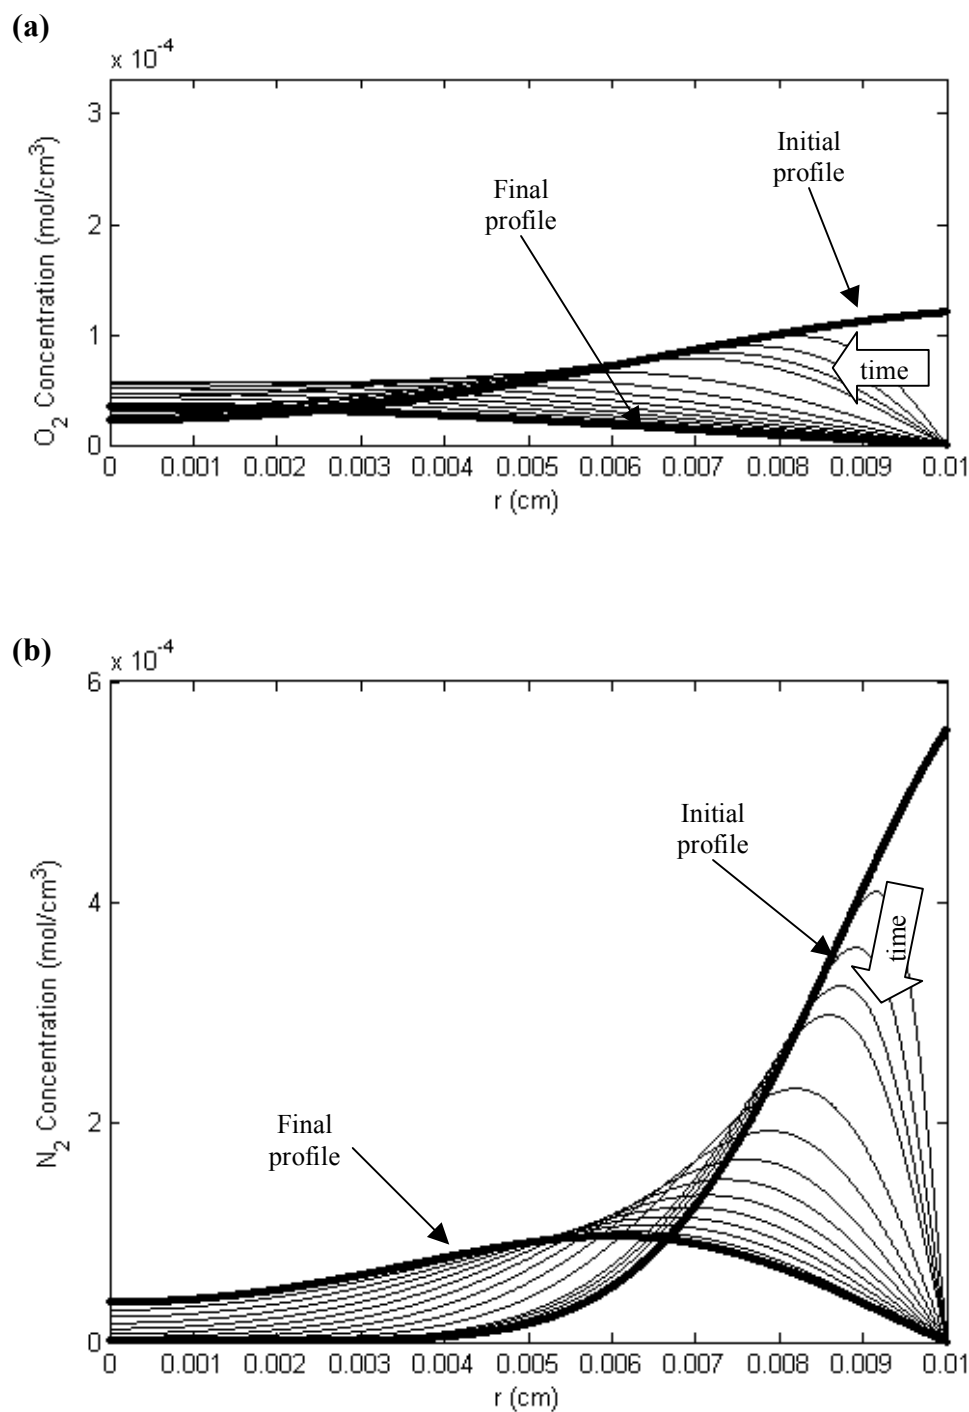 (a)
x 10-4
3
2
1
0
O2 Concentration (mol/cm3)
Initial
profile
Final
profile
time
0 0.001 0.002 0.003 0.004 0.005 0.006 0.007 0.008 0.009 0.01
r (cm)
(b)
x 10-4
6
4
2
0
N2 Concentration (mol/cm3)
Initial
profile
time
Final
profile
0 0.001 0.002 0.003 0.004 0.005 0.006 0.007 0.008 0.009 0.01
r (cm)